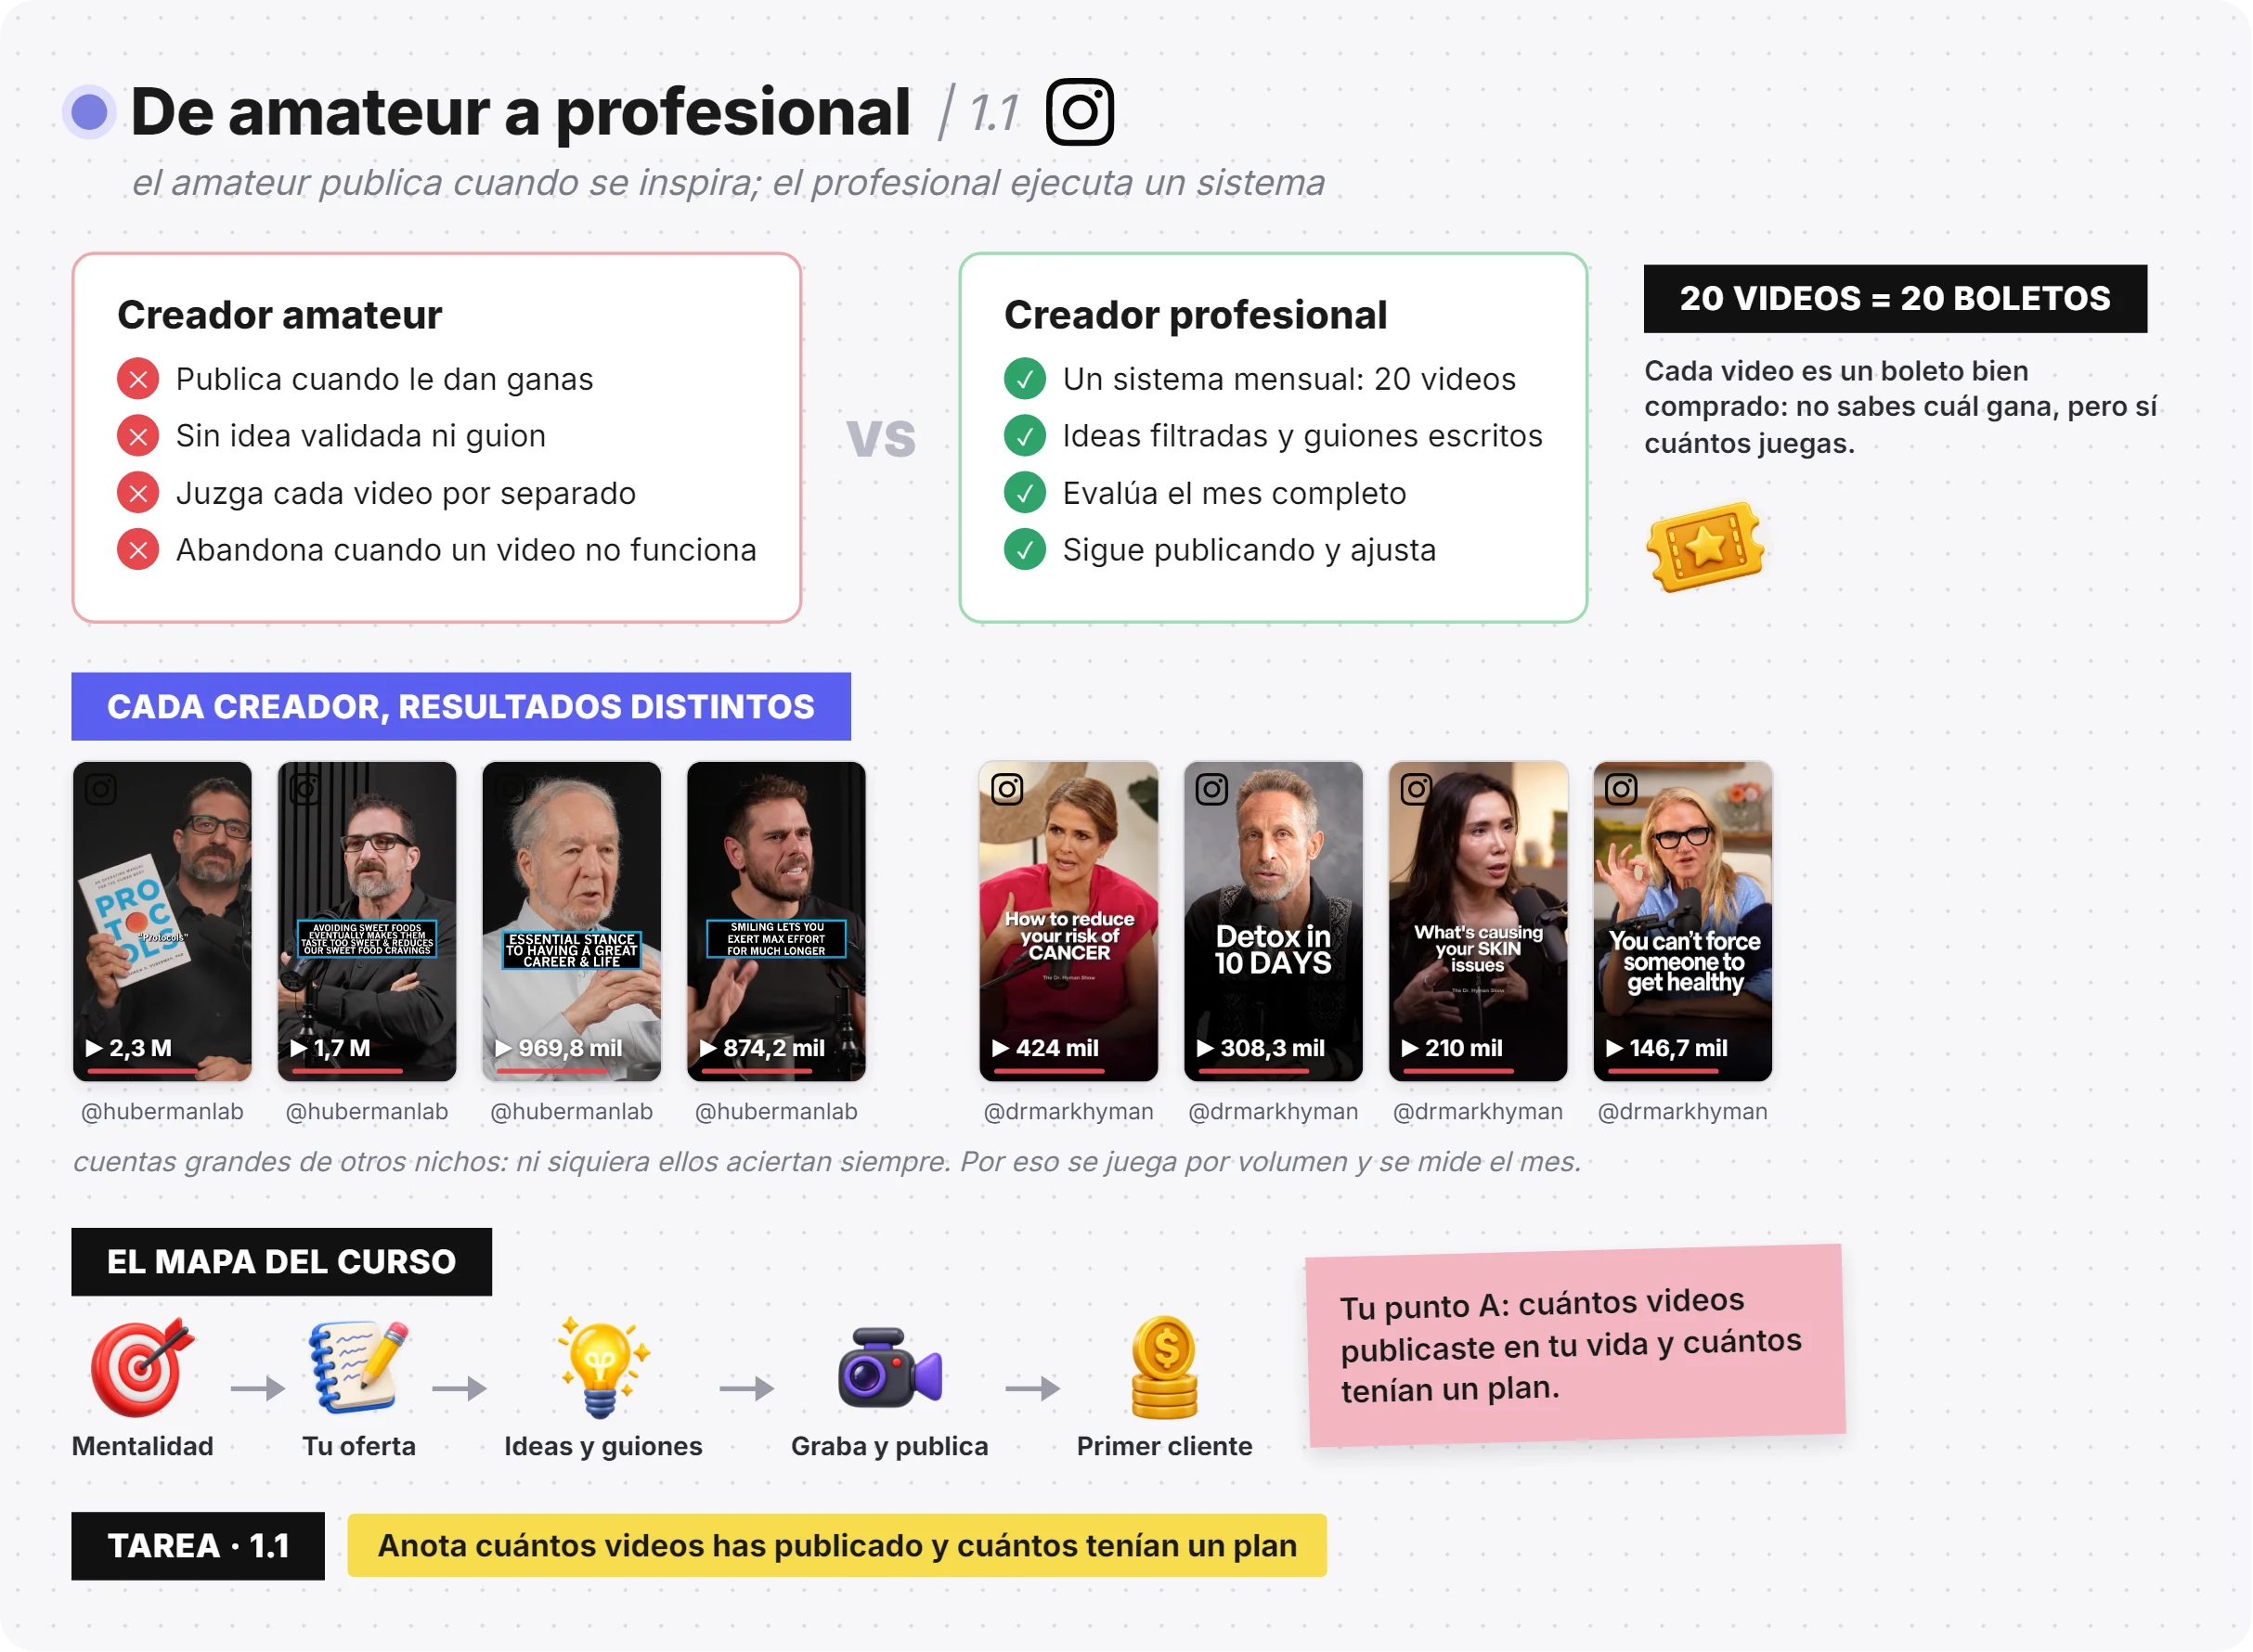 De amateur a profesional / 1.1
el amateur publica cuando se inspira; el profesional ejecuta un sistema
Creador amateur
Publica cuando le dan ganas
Sin idea validada ni guion
Juzga cada video por separado
Abandona cuando un video no funciona
VS
Creador profesional
Un sistema mensual: 20 videos
Ideas filtradas y guiones escritos
Evalúa el mes completo
Sigue publicando y ajusta
20 VIDEOS = 20 BOLETOS
Cada video es un boleto bien
comprado: no sabes cuál gana, pero sí
cuántos juegas.
CADA CREADOR, RESULTADOS DISTINTOS
PRO
TOC
OLS
"Protocols"
2,3 M
@hubermanlab
AVOIDING SWEET FOODS
EVENTUALLY MAKES THEM
TASTE TOO SWEET & REDUCES
OUR SWEET FOOD CRAVINGS
1,7 M
@hubermanlab
ESSENTIAL STANCE
TO HAVING A GREAT
CAREER & LIFE
969,8 mil
@hubermanlab
SMILING LETS YOU
EXERT MAX EFFORT
FOR MUCH LONGER
874,2 mil
@hubermanlab
How to reduce
your risk of
CANCER
The Dr. Hyman Show
424 mil
@drmarkhyman
Detox in
10 DAYS
308,3 mil
@drmarkhyman
What's causing
your SKIN
issues
The Dr. Hyman Show
210 mil
@drmarkhyman
You can't force
someone to
get healthy
146,7 mil
@drmarkhyman
cuentas grandes de otros nichos: ni siquiera ellos aciertan siempre. Por eso se juega por volumen y se mide el mes.
EL MAPA DEL CURSO
Mentalidad
Tu oferta
Ideas y guiones
Graba y publica
Primer cliente
Tu punto A: cuántos videos
publicaste en tu vida y cuántos
tenían un plan.
TAREA · 1.1
Anota cuántos videos has publicado y cuántos tenían un plan